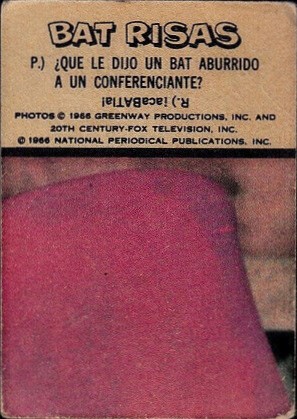 BAT RISAS
P.) ¿QUE LE DIJO UN BAT ABURRIDO
A UN CONFERENCIANTE?
R.) ¡aceBATla!
PHOTOS © 1966 GREENWAY PRODUCTIONS, INC. AND
20TH CENTURY-FOX TELEVISION, INC.
© 1966 NATIONAL PERIODICAL PUBLICATIONS, INC.